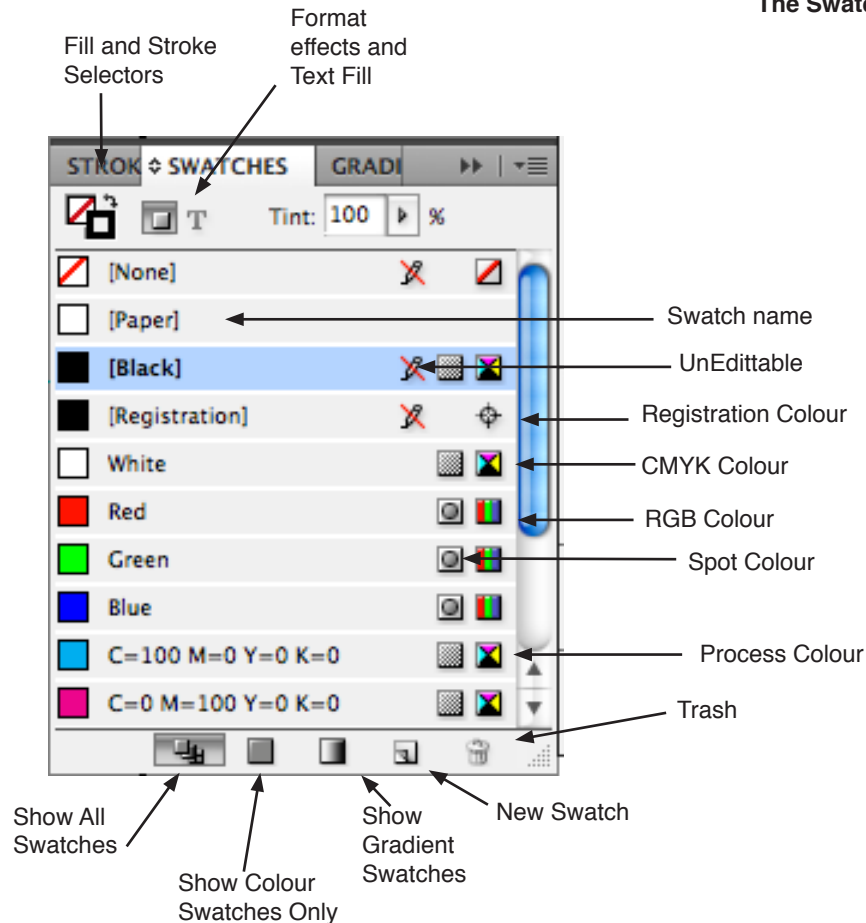 The Swatc
Format
effects and
Text Fill
Fill and Stroke
Selectors
STROK SWATCHES GRADI
T Tint: 100 %
[None]
[Paper]
Swatch name
[Black]
UnEdittable
[Registration]
Registration Colour
White
CMYK Colour
Red
RGB Colour
Green
Spot Colour
Blue
C=100 M=0 Y=0 K=0
Process Colour
C=0 M=100 Y=0 K=0
Trash
Show All
Swatches
Show Colour
Swatches Only
Show
Gradient
Swatches
New Swatch